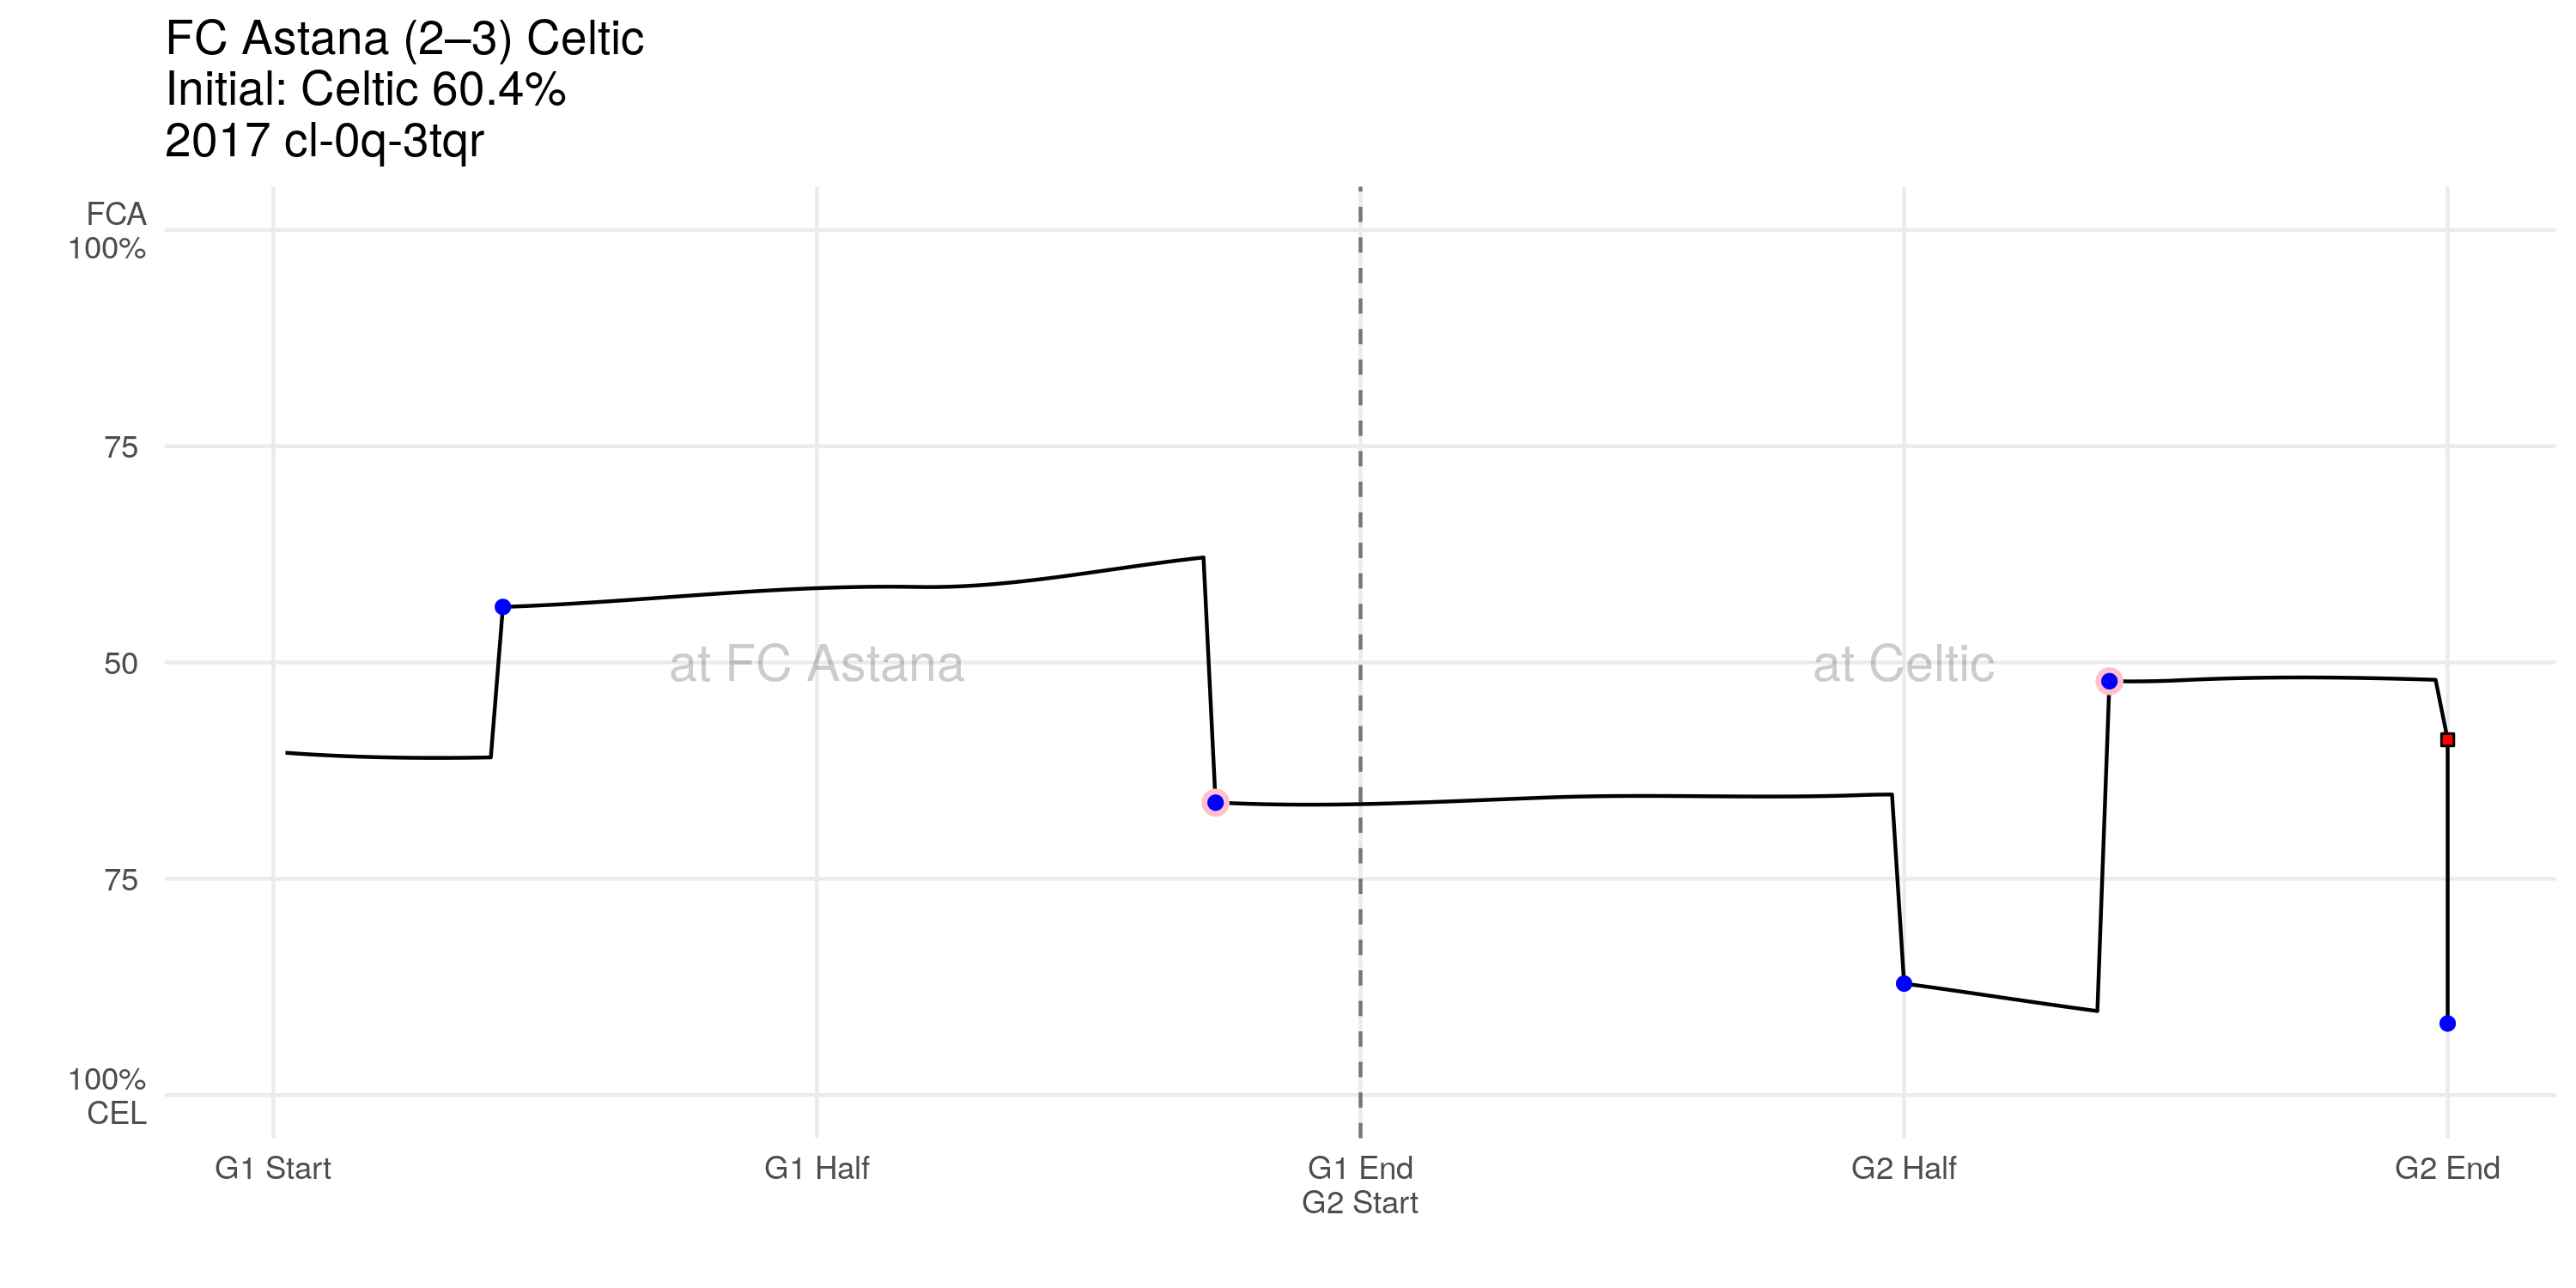 FC Astana (2–3) Celtic
Initial: Celtic 60.4%
2017 cl-0q-3tqr
FCA
100%
75
50
75
100%
CEL
at FC Astana
at Celtic
G1 Start
G1 Half
G1 End
G2 Start
G2 Half
G2 End